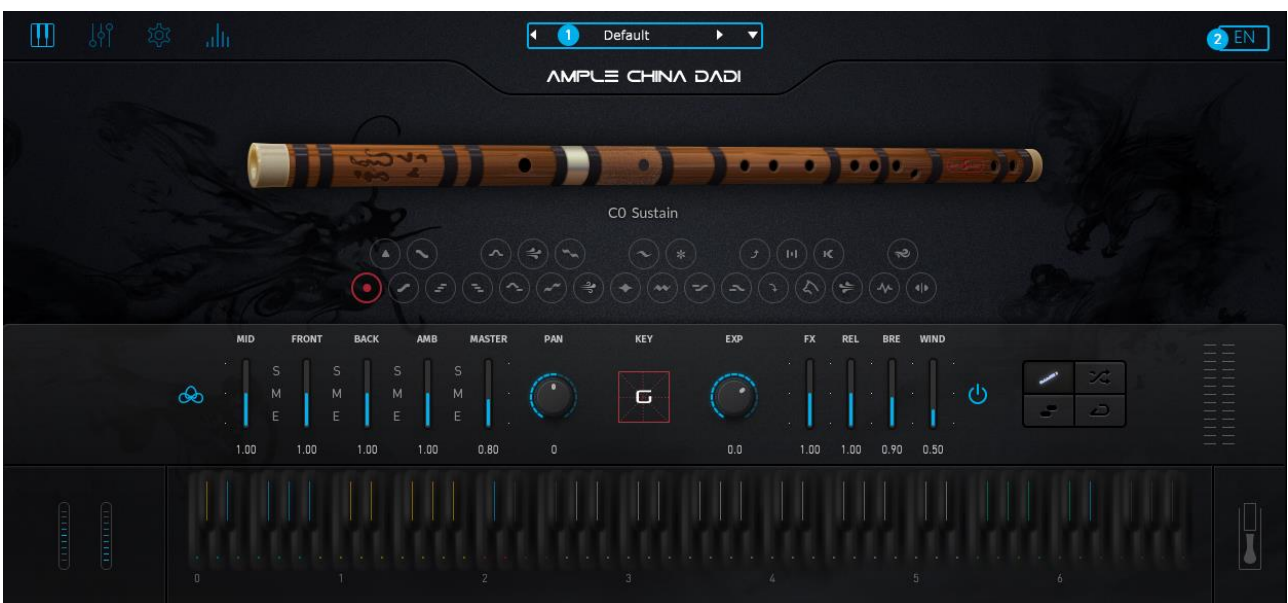 1 Default
2 EN
AMPLE CHINA DADI
C0 Sustain
MID FRONT BACK AMB MASTER PAN KEY EXP FX REL BRE WIND
S S S S
M M M M
E E E E
G
1.00 1.00 1.00 1.00 0.80 0 0.0 1.00 1.00 0.90 0.50
0 1 2 3 4 5 6